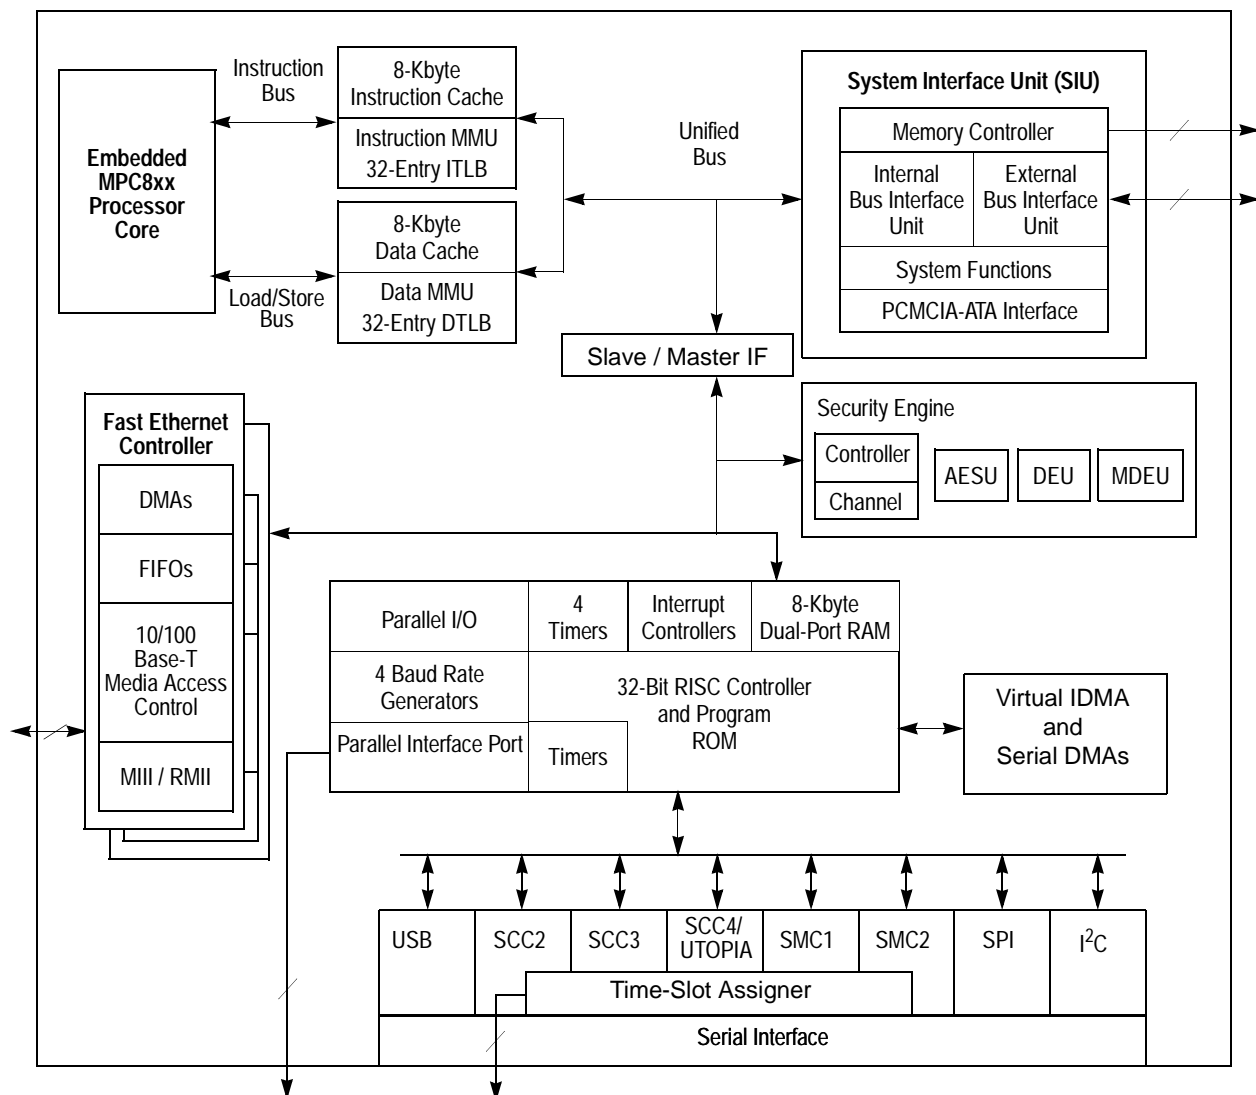 Embedded
MPC8xx
Processor
Core
Instruction
Bus
Load/Store
Bus
8-Kbyte
Instruction Cache
Instruction MMU
32-Entry ITLB
8-Kbyte
Data Cache
Data MMU
32-Entry DTLB
Unified
Bus
System Interface Unit (SIU)
Memory Controller
Internal
Bus Interface
Unit
External
Bus Interface
Unit
System Functions
PCMCIA-ATA Interface
Slave / Master IF
Security Engine
Controller
Channel
AESU
DEU
MDEU
Fast Ethernet
Controller
DMAs
FIFOs
10/100
Base-T
Media Access
Control
MIII / RMII
Parallel I/O
4
Timers
Interrupt
Controllers
8-Kbyte
Dual-Port RAM
4 Baud Rate
Generators
32-Bit RISC Controller
and Program
ROM
Parallel Interface Port
Timers
Virtual IDMA
and
Serial DMAs
USB
SCC2
SCC3
SCC4/
UTOPIA
SMC1
SMC2
SPI
I²C
Time-Slot Assigner
Serial Interface